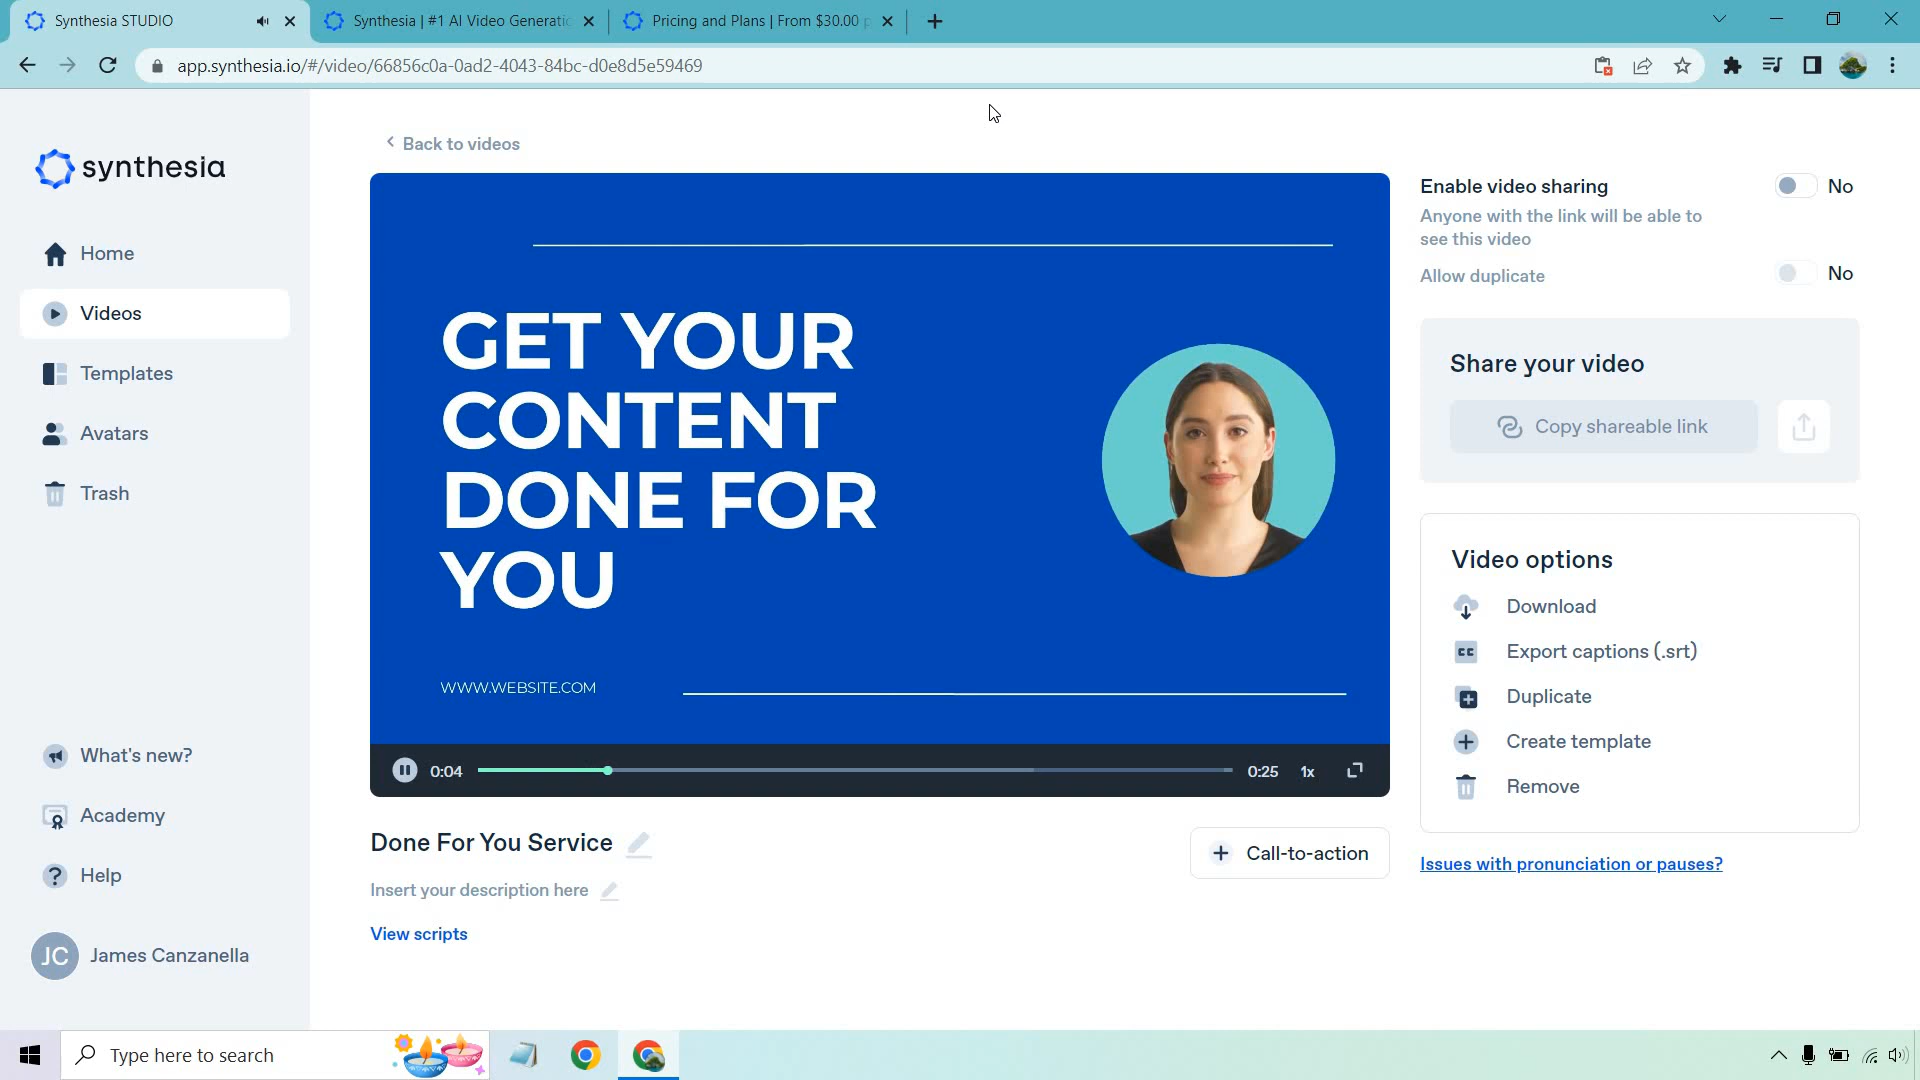 Synthesia STUDIO
Synthesia | #1 AI Video Generatio
Pricing and Plans | From $30.00 p
app.synthesia.io/#/video/66856c0a-0ad2-4043-84bc-d0e8d5e59469
synthesia
Home
Videos
Templates
Avatars
Trash
What's new?
Academy
Help
JC James Canzanella
Back to videos
GET YOUR
CONTENT
DONE FOR
YOU
WWW.WEBSITE.COM
0:04 0:25 1x
Done For You Service
Call-to-action
Insert your description here
View scripts
Enable video sharing No
Anyone with the link will be able to
see this video
Allow duplicate No
Share your video
Copy shareable link
Video options
Download
CC Export captions (.srt)
Duplicate
Create template
Remove
Issues with pronunciation or pauses?
Type here to search